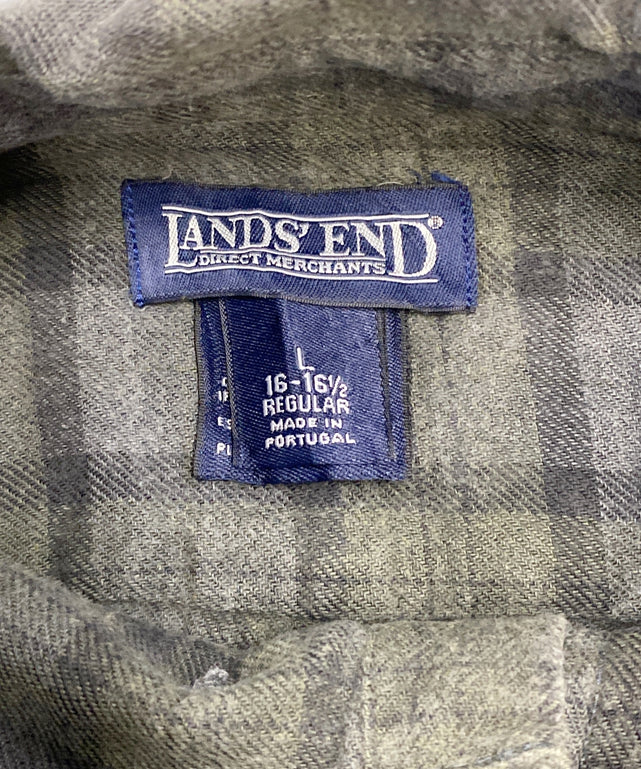 LANDS' END®
DIRECT MERCHANTS
L
16-16½
REGULAR
MADE IN
PORTUGAL